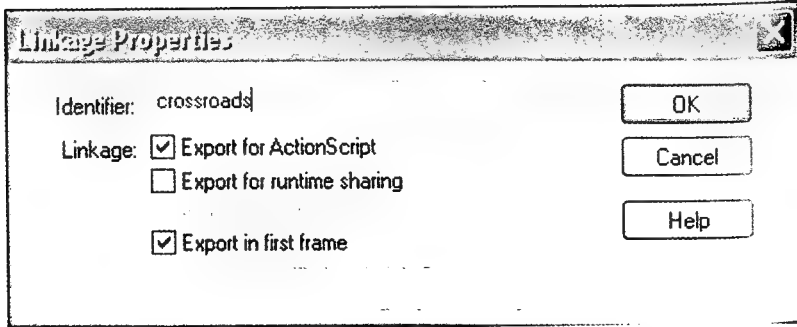 Linkage Properties
Identifier: crossroads
OK
Linkage: Export for ActionScript
Cancel
Export for runtime sharing
Help
Export in first frame